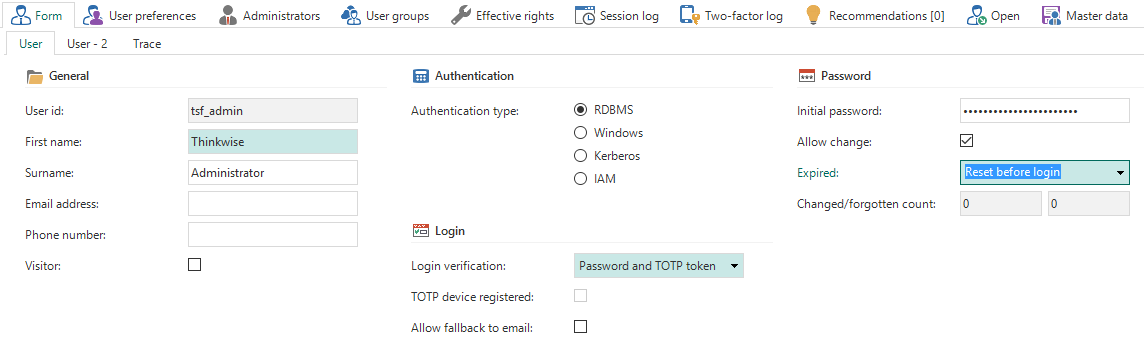 Form User preferences Administrators User groups Effective rights Session log Two-factor log Recommendations [0] Open Master data
User User - 2 Trace
General
User id: tsf_admin
First name: Thinkwise
Surname: Administrator
Email address:
Phone number:
Visitor:
Authentication
Authentication type: RDBMS
Windows
Kerberos
IAM
Login
Login verification: Password and TOTP token
TOTP device registered:
Allow fallback to email:
Password
Initial password: ••••••••••••••••••••••
Allow change:
Expired: Reset before login
Changed/forgotten count: 0 0